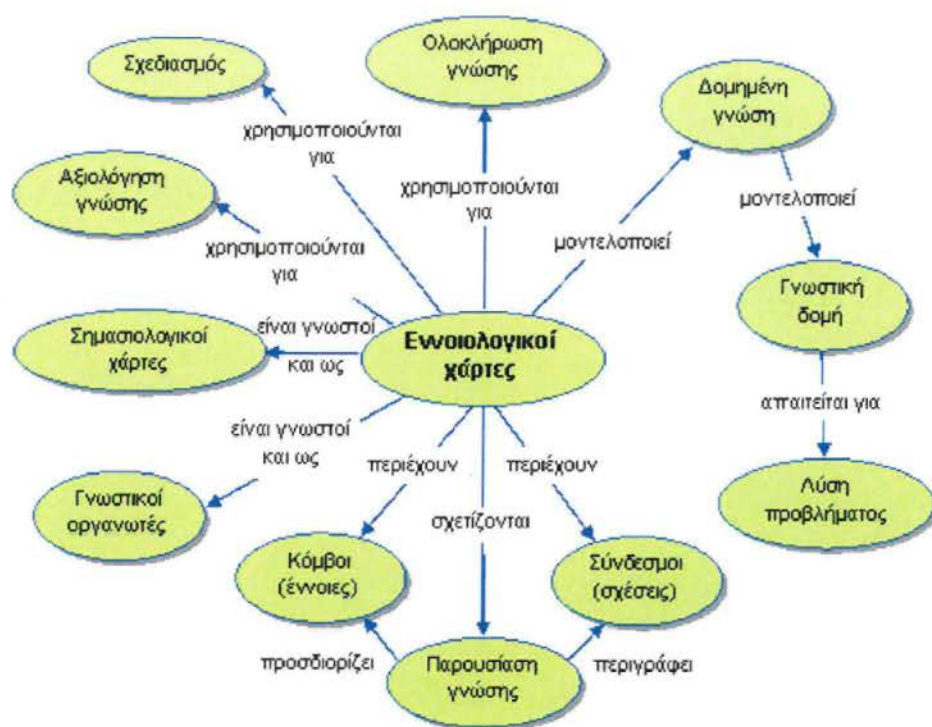 Σχεδιασμός
Ολοκλήρωση
γνώσης
Δομημένη
γνώση
χρησιμοποιούνται
για
Αξιολόγηση
γνώσης
χρησιμοποιούνται
για
μοντελοποιεί
μοντελοποιεί
χρησιμοποιούνται
για
Γνωστική
δομή
Σημασιολογικοί
χάρτες
είναι γνωστοί
και ως
Εννοιολογικοί
χάρτες
απαιτείται για
είναι γνωστοί
και ως
περιέχουν
περιέχουν
Γνωστικοί
οργανωτές
σχετίζονται
Λύση
προβλήματος
Κόμβοι
(έννοιες)
Σύνδεσμοι
(σχέσεις)
προσδιορίζει
Παρουσίαση
γνώσης
περιγράφει